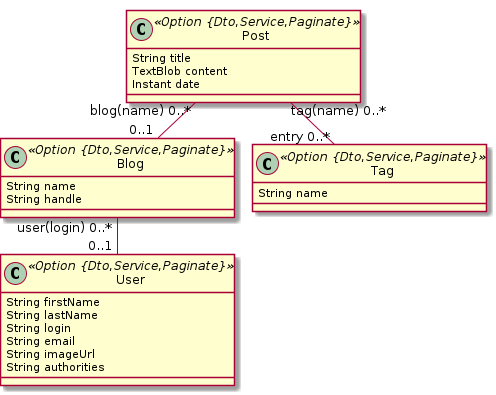 C «Option {Dto,Service,Paginate}»
Post
String title
TextBlob content
Instant date
blog(name) 0..* tag(name) 0..*
0..1 entry 0..*
C «Option {Dto,Service,Paginate}»
Blog
String name
String handle
C «Option {Dto,Service,Paginate}»
Tag
String name
user(login) 0..*
0..1
C «Option {Dto,Service,Paginate}»
User
String firstName
String lastName
String login
String email
String imageUrl
String authorities